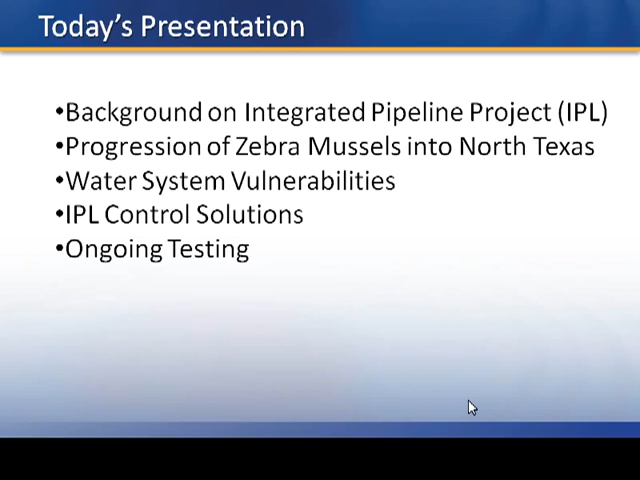 Today's Presentation
•Background on Integrated Pipeline Project (IPL)
•Progression of Zebra Mussels into North Texas
•Water System Vulnerabilities
•IPL Control Solutions
•Ongoing Testing